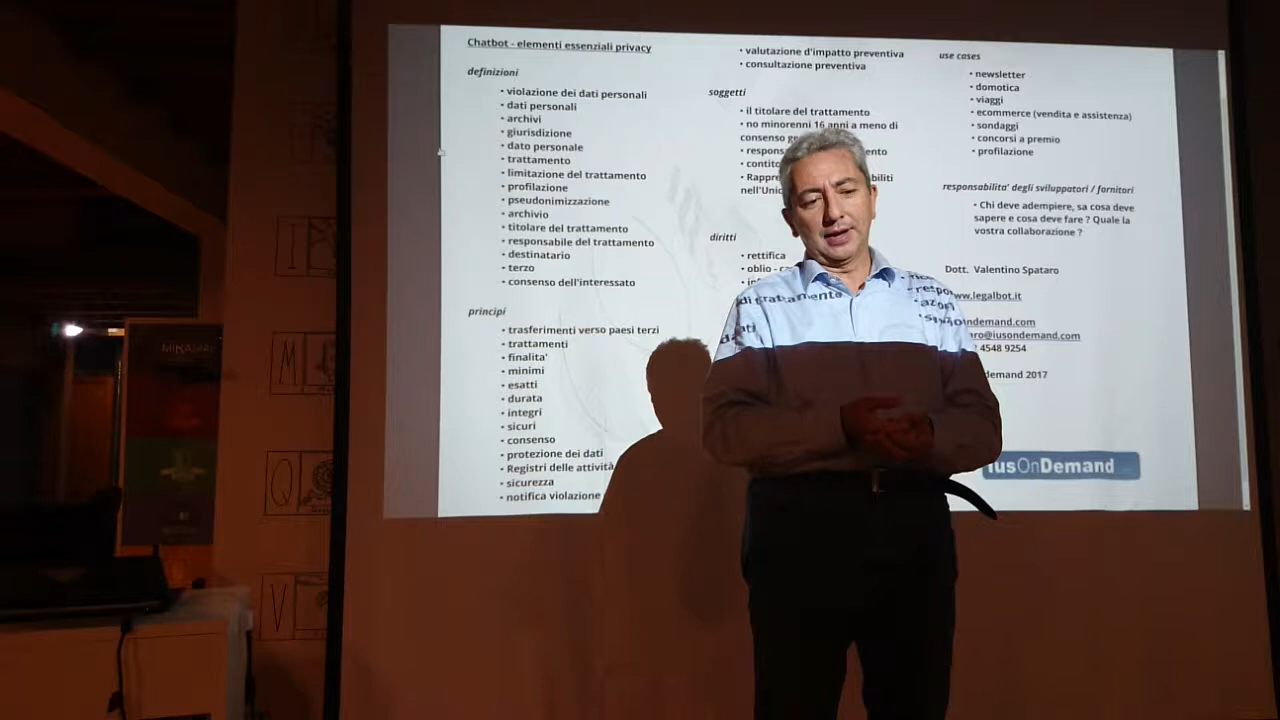 Chatbot - elementi essenziali privacy
definizioni
• violazione dei dati personali
• dati personali
• archivi
• giurisdizione
• dato personale
• trattamento
• limitazione del trattamento
• profilazione
• pseudonimizzazione
• archivio
• titolare del trattamento
• responsabile del trattamento
• destinatario
• terzo
• consenso dell'interessato
principi
• trasferimenti verso paesi terzi
• trattamenti
• finalita'
• minimi
• esatti
• durata
• integri
• sicuri
• consenso
• protezione dei dati
• Registri delle attività
• sicurezza
• notifica violazione
• valutazione d'impatto preventiva
• consultazione preventiva
soggetti
• il titolare del trattamento
• no minorenni 16 anni a meno di
consenso
diritti
• rettifica
• oblio
di trattamento
use cases
• newsletter
• domotica
• viaggi
• ecommerce (vendita e assistenza)
• sondaggi
• concorsi a premio
• profilazione
responsabilita' degli sviluppatori / fornitori
• Chi deve adempiere, sa cosa deve
sapere e cosa deve fare ? Quale la
vostra collaborazione ?
Dott. Valentino Spataro
www.legalbot.it
ndemand.com
aro@iusondemand.com
4548 9254
demand 2017
IusOnDemand
MIKAMAI
I
M
Q
V